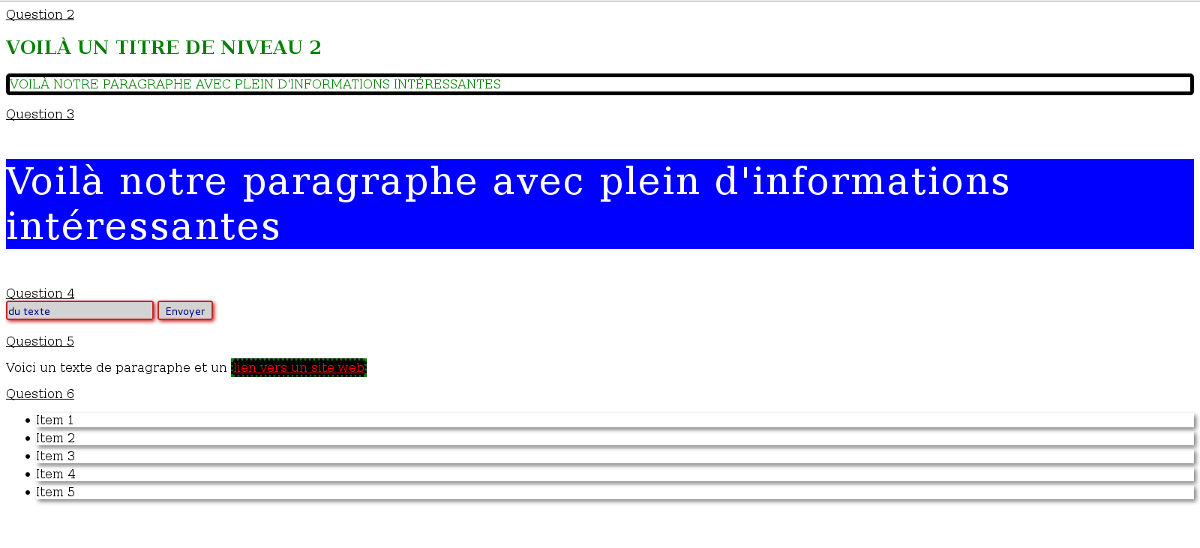 Question 2
VOILÀ UN TITRE DE NIVEAU 2
VOILÀ NOTRE PARAGRAPHE AVEC PLEIN D'INFORMATIONS INTÉRESSANTES
Question 3
Voilà notre paragraphe avec plein d'informations
intéressantes
Question 4
du texte Envoyer
Question 5
Voici un texte de paragraphe et un lien vers un site web
Question 6
Item 1
Item 2
Item 3
Item 4
Item 5